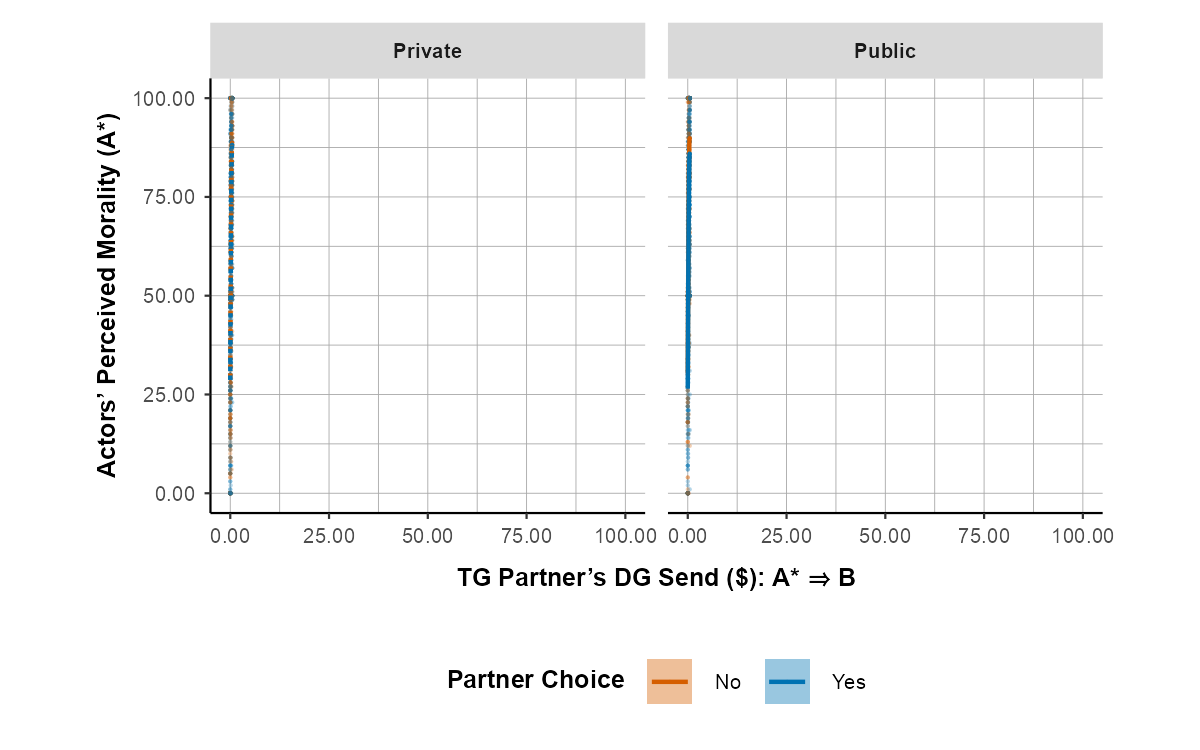 Private Public
Actors’ Perceived Morality (A*)
100.00
75.00
50.00
25.00
0.00
0.00 25.00 50.00 75.00 100.00 0.00 25.00 50.00 75.00 100.00
TG Partner’s DG Send ($): A* ⇒ B
Partner Choice No Yes